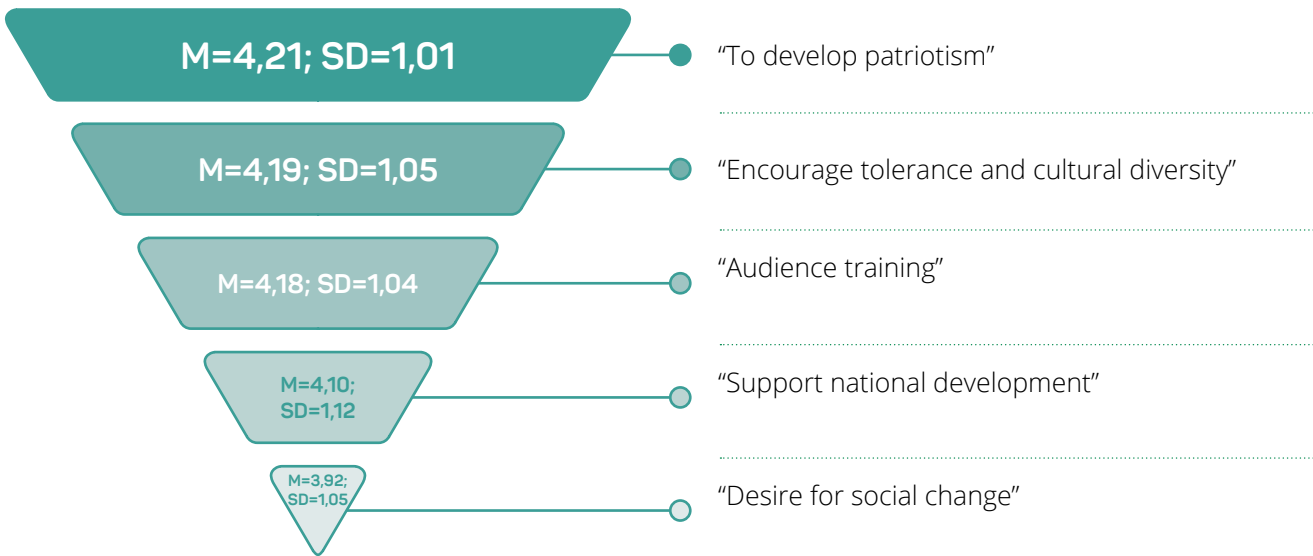 M=4,21; SD=1,01
“To develop patriotism”
M=4,19; SD=1,05
“Encourage tolerance and cultural diversity”
M=4,18; SD=1,04
“Audience training”
M=4,10;
SD=1,12
“Support national development”
M=3,92;
SD=1,05
“Desire for social change”